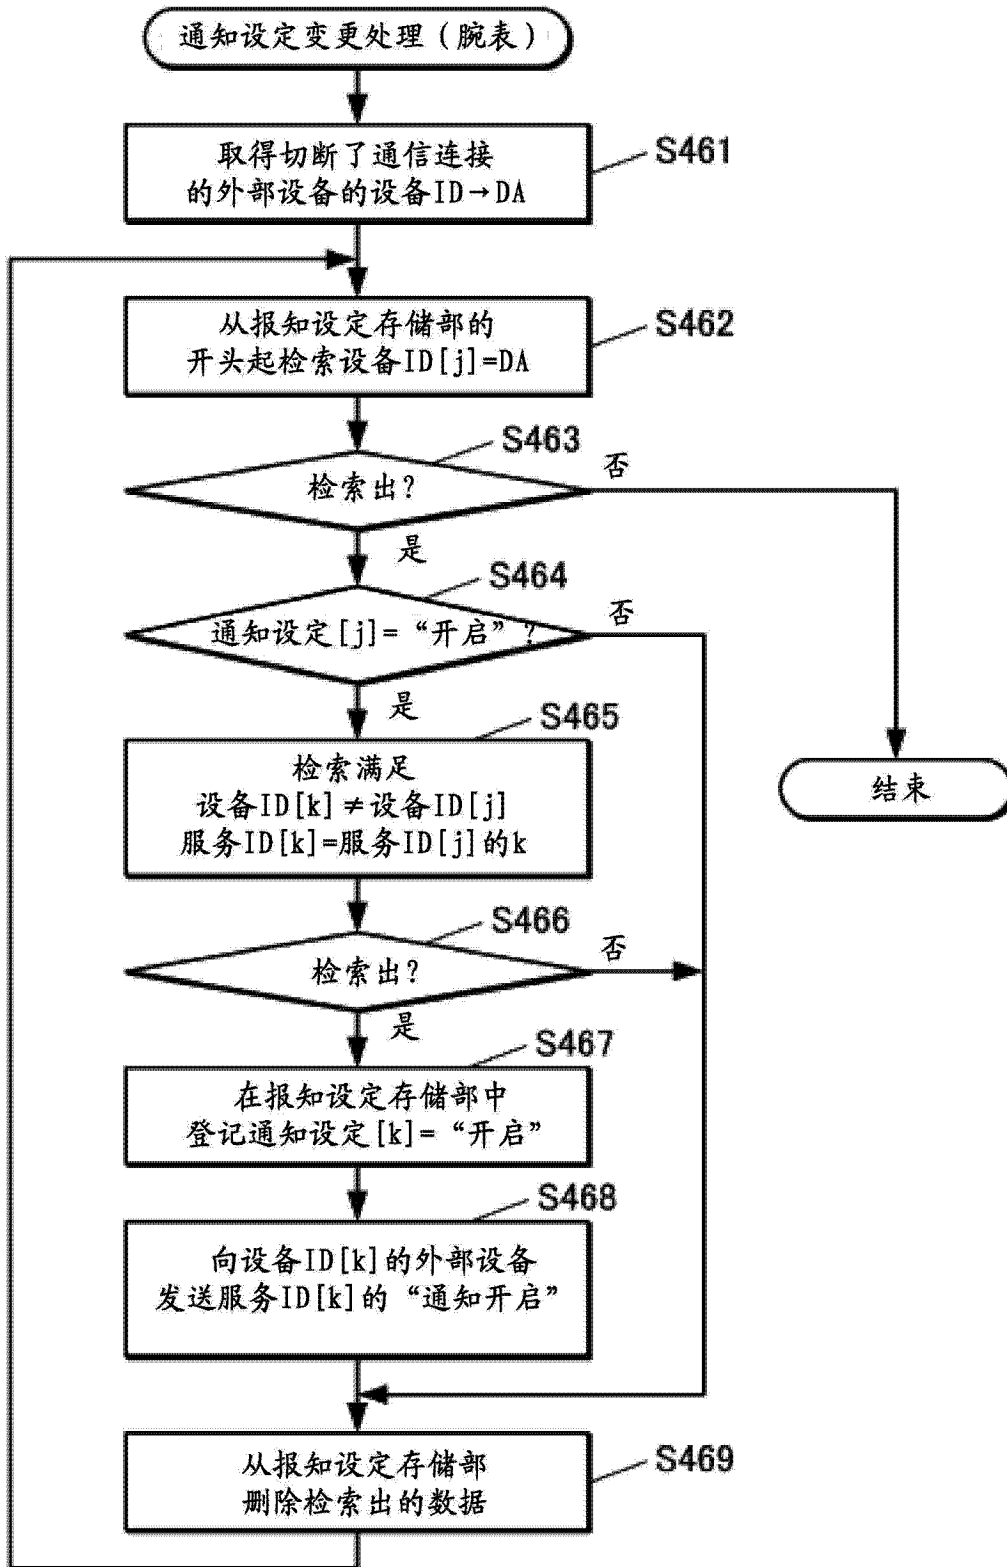 通知设定变更处理（腕表）
取得切断了通信连接
的外部设备的设备ID→DA
S461
从报知设定存储部的
开头起检索设备ID[j]=DA
S462
S463
检索出？
否
是
S464
通知设定[j]=“开启”？
否
是
S465
检索满足
设备ID[k]≠设备ID[j]
服务ID[k]=服务ID[j]的k
结束
S466
检索出？
否
是
S467
在报知设定存储部中
登记通知设定[k]=“开启”
S468
向设备ID[k]的外部设备
发送服务ID[k]的“通知开启”
S469
从报知设定存储部
删除检索出的数据